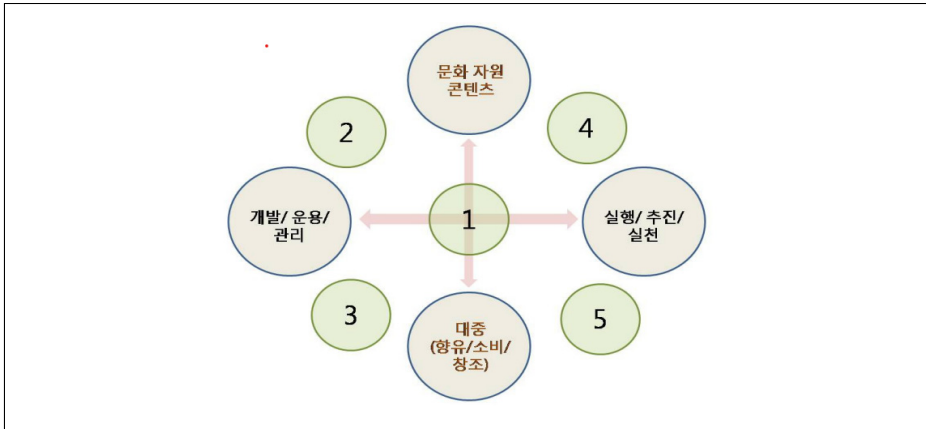 문화 자원
콘텐츠
2
4
개발/ 운용/
관리
1
실행/ 추진/
실천
3
5
대중
(향유/소비/
창조)